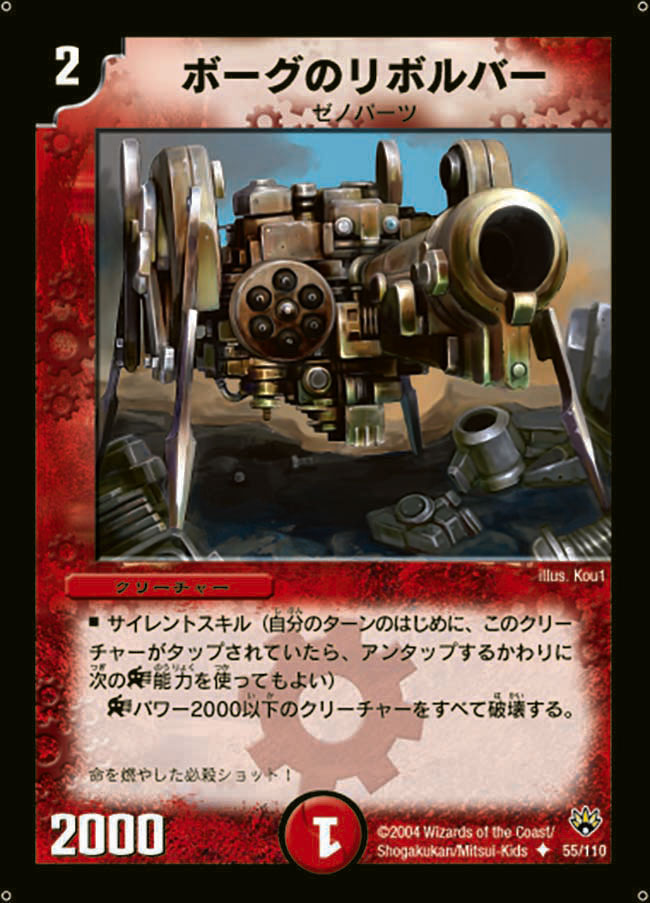 2
ボーグのリボルバー
ゼノパーツ
illus. Kou1
クリーチャー
■ サイレントスキル（自分のターンのはじめに、このクリー
チャーがタップされていたら、アンタップするかわりに
次の能力を使ってもよい）
パワー2000以下のクリーチャーをすべて破壊する。
命を燃やした必殺ショット！
2000
1
©2004 Wizards of the Coast/
Shogakukan/Mitsui-Kids ✦ 55/110